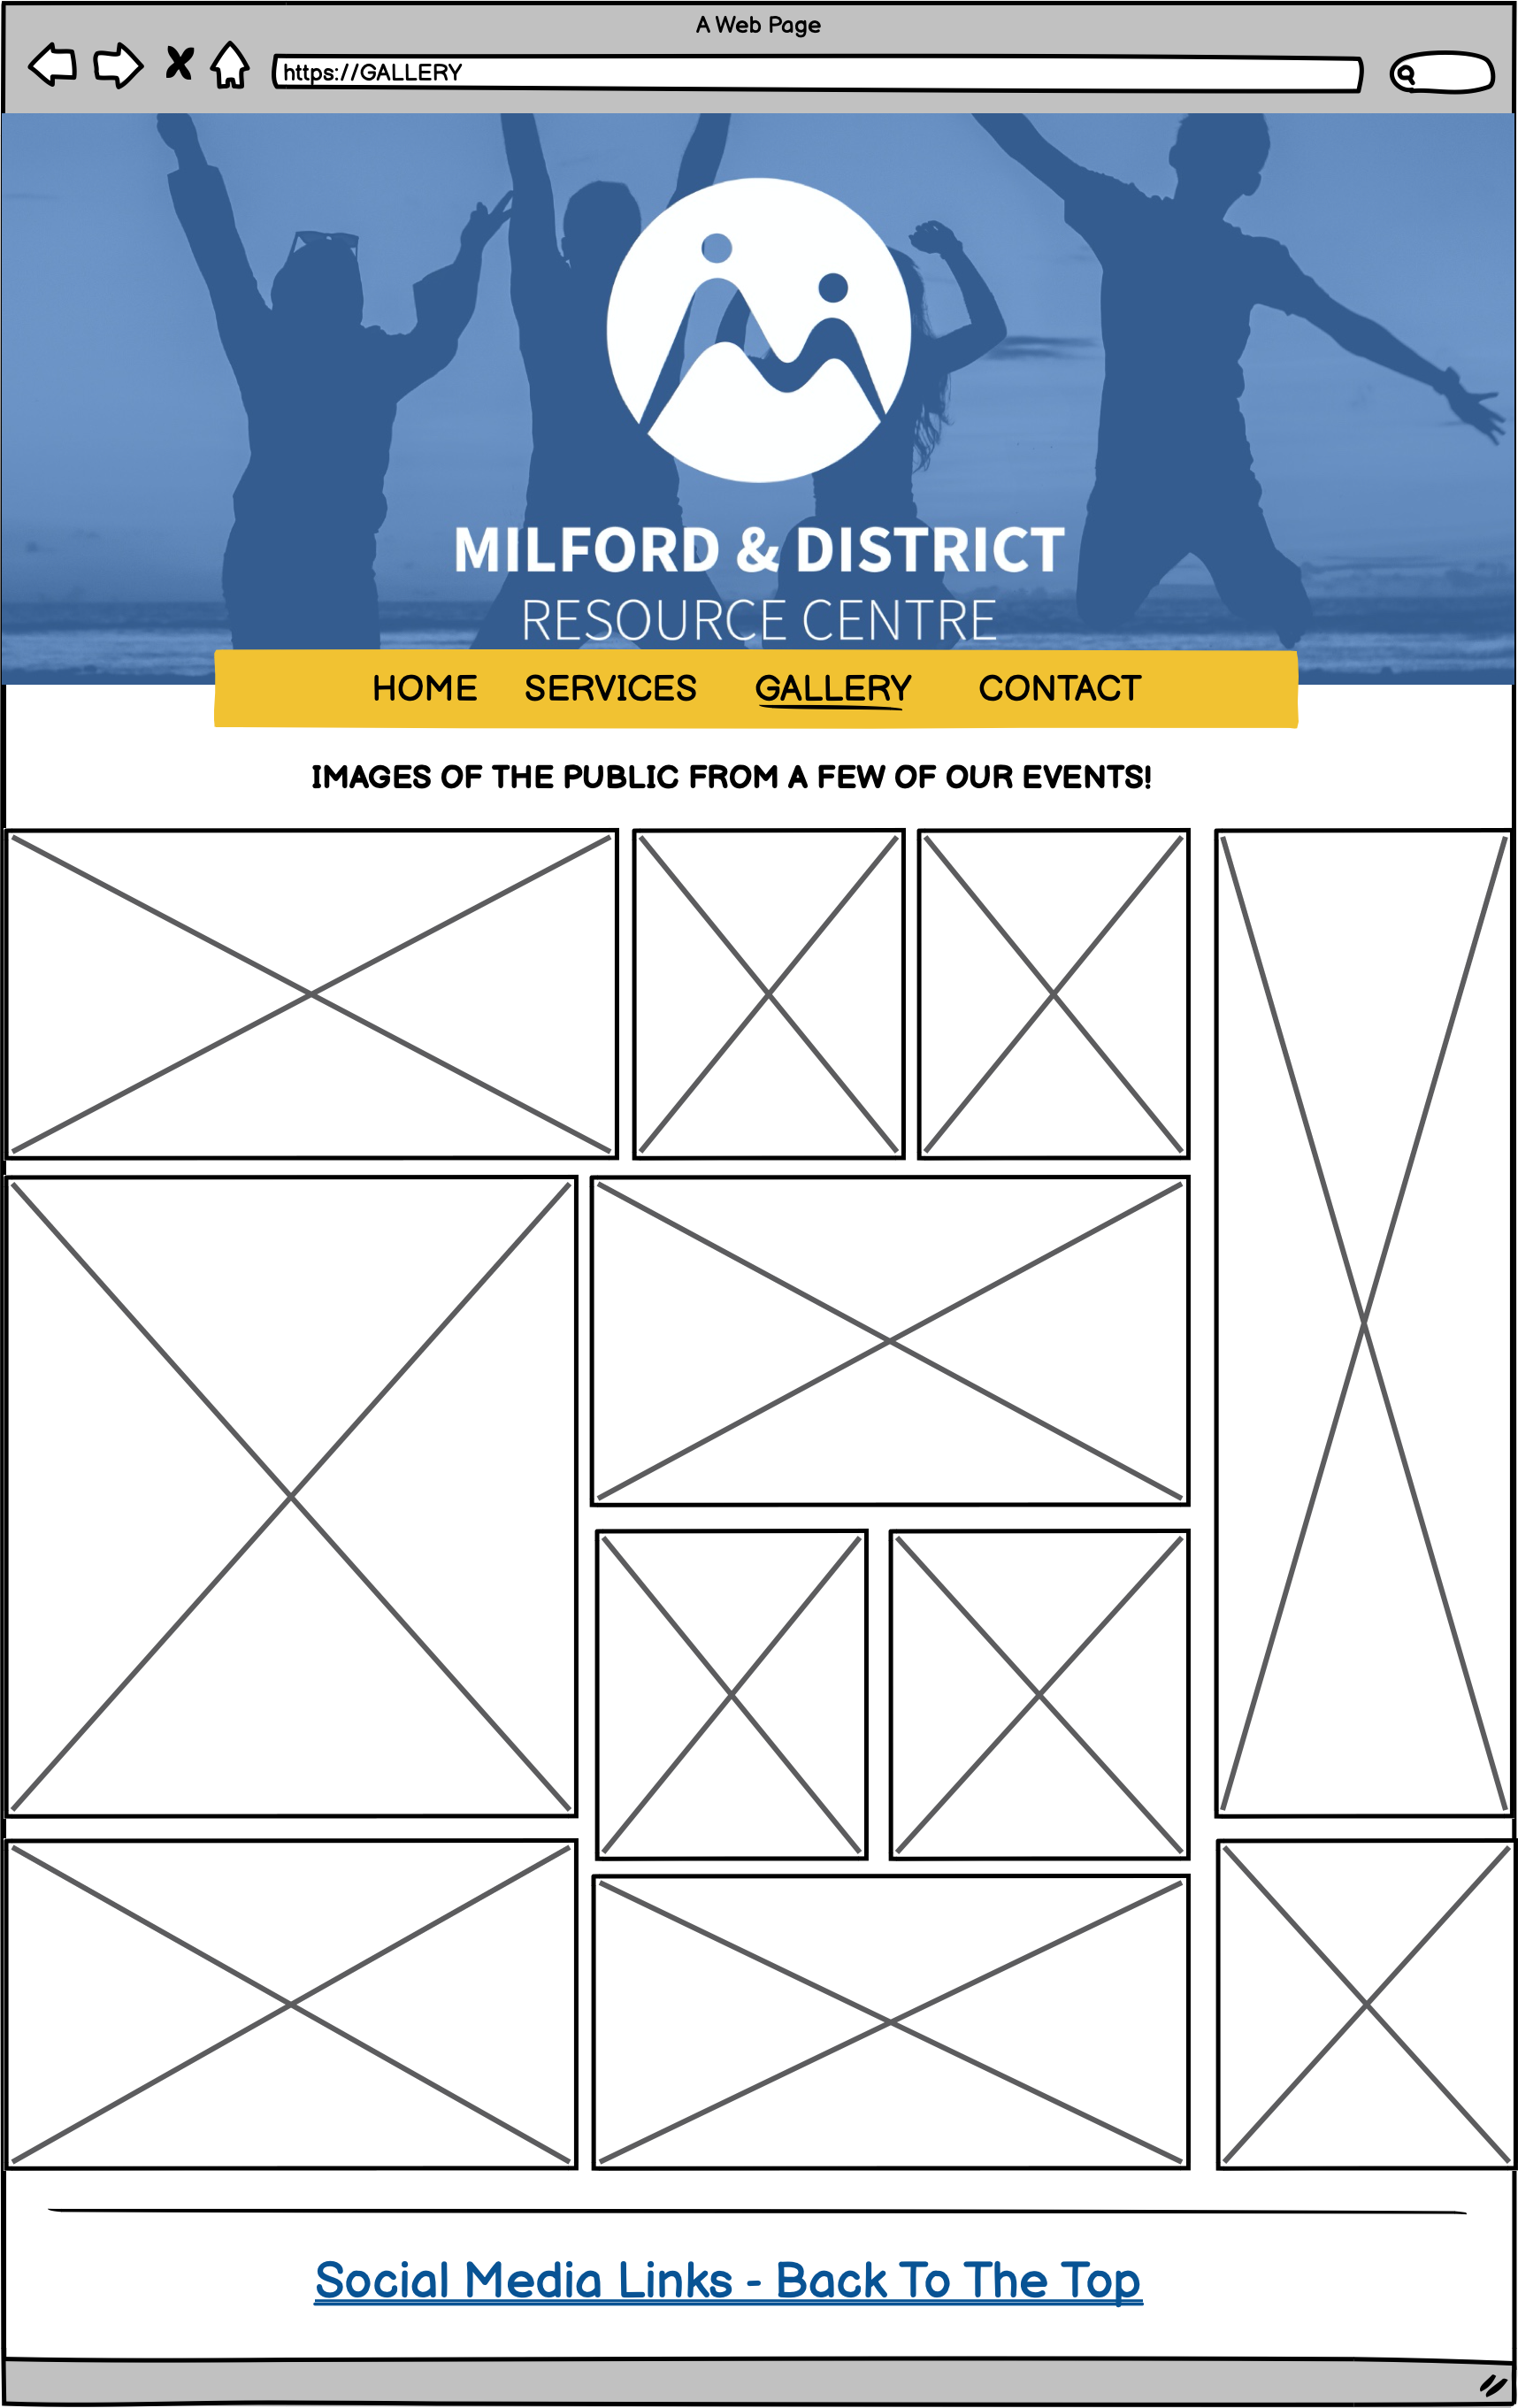 A Web Page
https://GALLERY
MILFORD & DISTRICT
RESOURCE CENTRE
HOME SERVICES GALLERY CONTACT
IMAGES OF THE PUBLIC FROM A FEW OF OUR EVENTS!
Social Media Links - Back To The Top